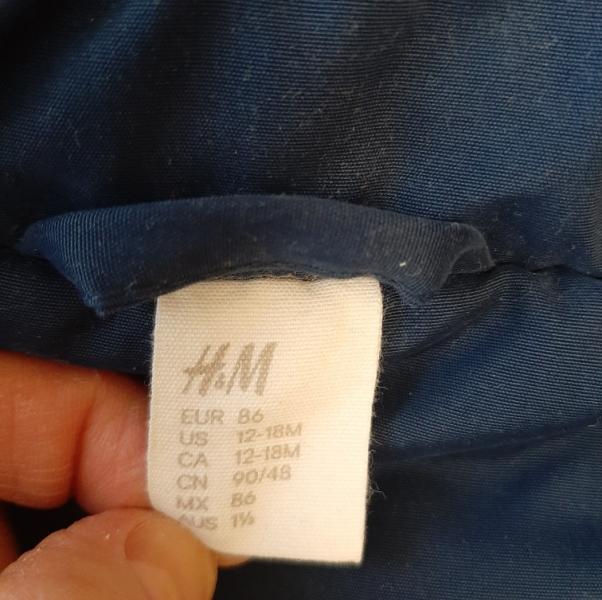 H&M
EUR 86
US 12-18M
CA 12-18M
CN 90/48
MX 86
AUS 1½